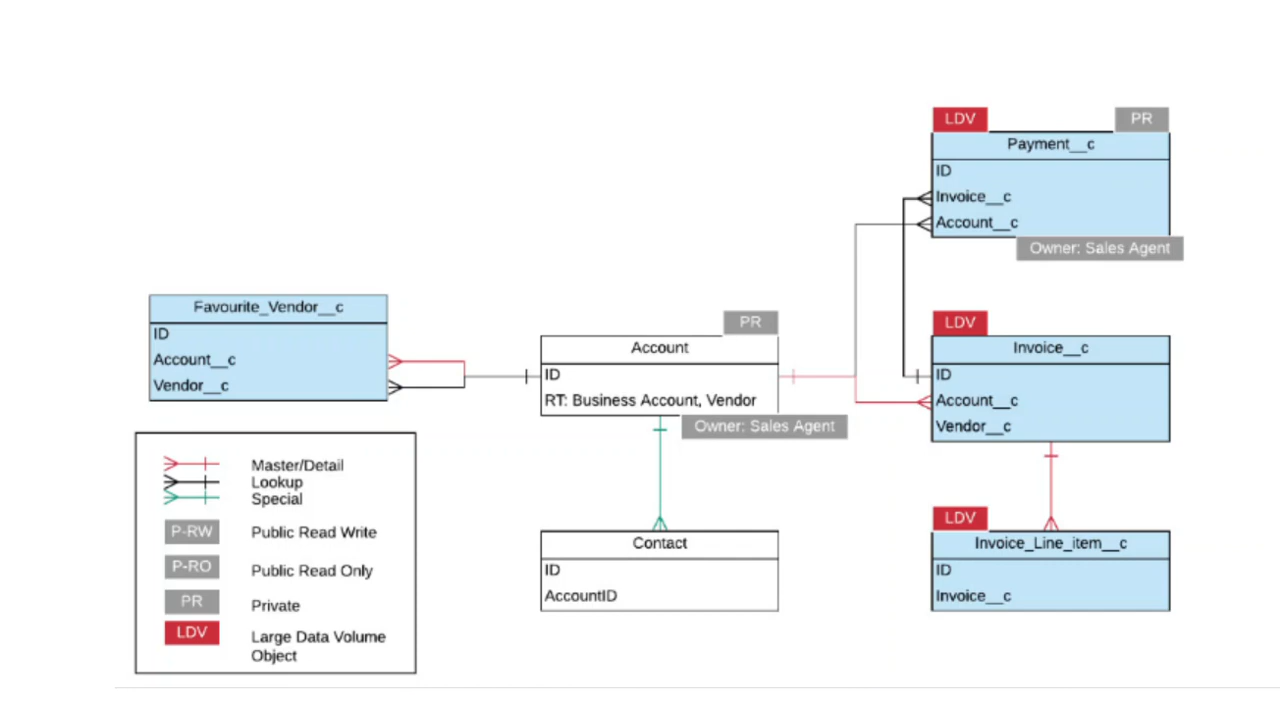 LDV
PR
Payment__c
ID
Invoice__c
Account__c
Owner: Sales Agent
Favourite_Vendor__c
ID
Account__c
Vendor__c
PR
Account
ID
RT: Business Account, Vendor
Owner: Sales Agent
LDV
Invoice__c
ID
Account__c
Vendor__c
Master/Detail
Lookup
Special
P-RW
Public Read Write
P-RO
Public Read Only
PR
Private
LDV
Large Data Volume
Object
Contact
ID
AccountID
LDV
Invoice_Line_item__c
ID
Invoice__c